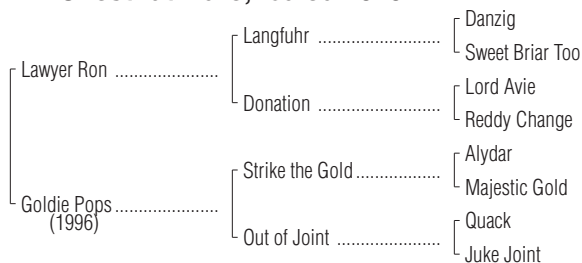 Lawyer Ron
Goldie Pops
(1996)
Langfuhr
Donation
Strike the Gold
Out of Joint
Danzig
Sweet Briar Too
Lord Avie
Reddy Change
Alydar
Majestic Gold
Quack
Juke Joint